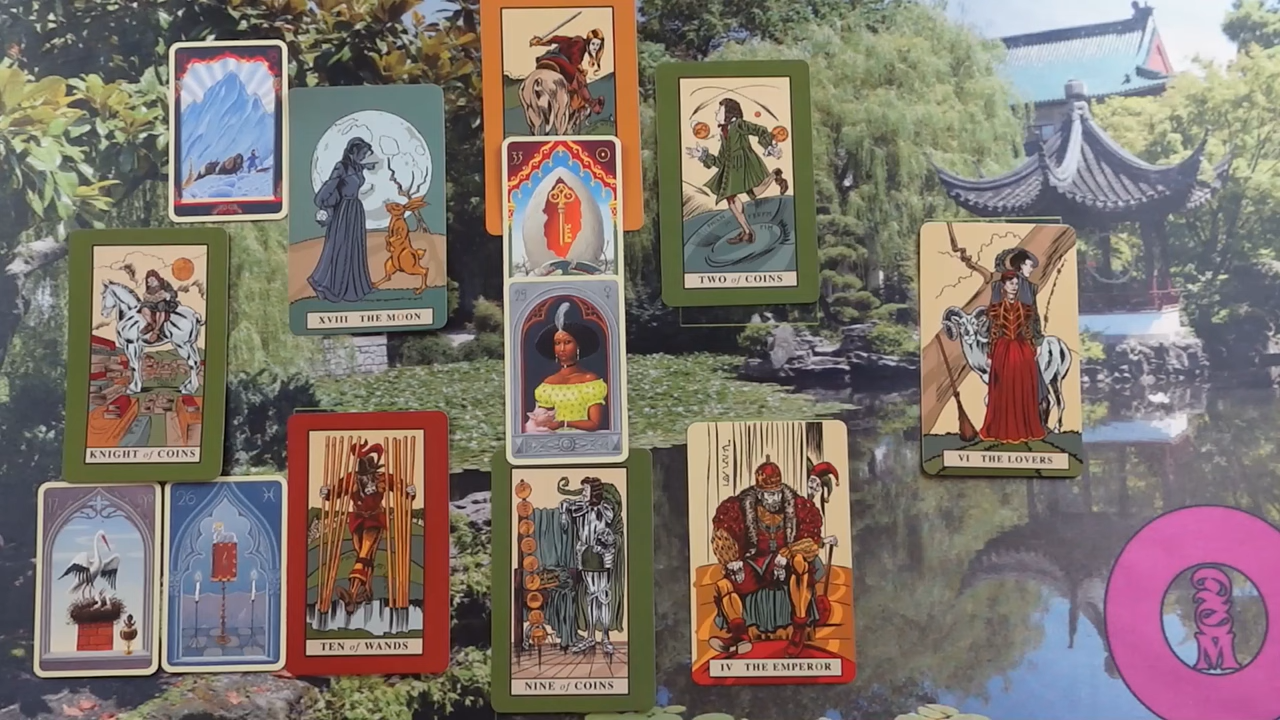 XVIII THE MOON
33
TWO of COINS
KNIGHT of COINS
29
VI THE LOVERS
17
26
TEN of WANDS
NINE of COINS
IV THE EMPEROR